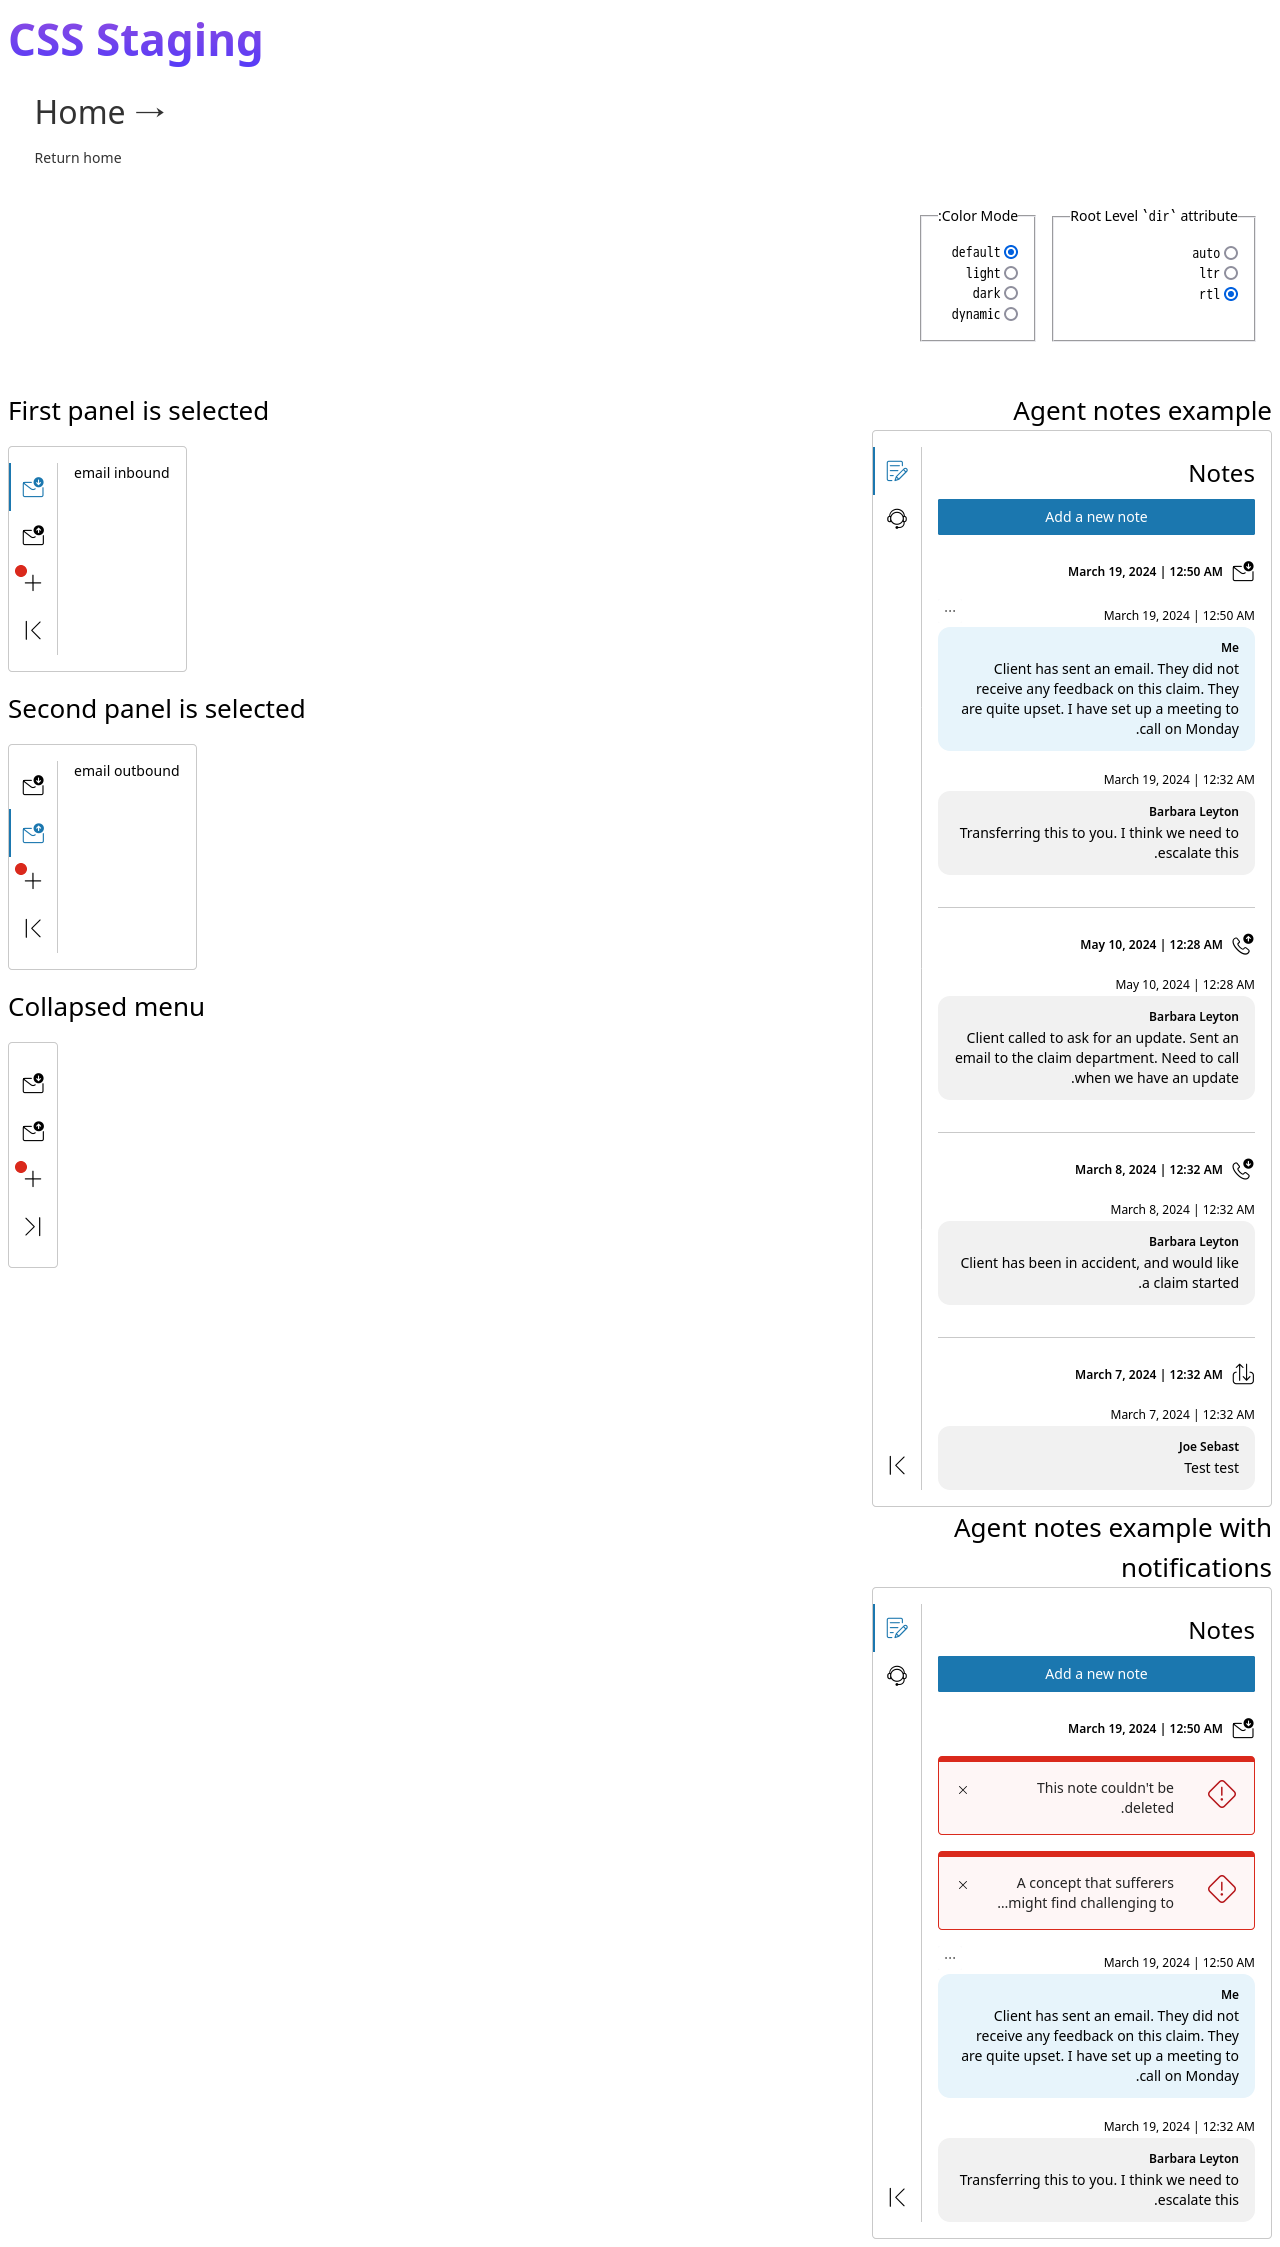 CSS Staging
Home →
Return home
:Color Mode
default
light
dark
dynamic
Root Level `dir` attribute
auto
ltr
rtl
First panel is selected
email inbound
Second panel is selected
email outbound
Collapsed menu
Agent notes example
Notes
Add a new note
March 19, 2024 | 12:50 AM
...
March 19, 2024 | 12:50 AM
Me
Client has sent an email. They did not
receive any feedback on this claim. They
are quite upset. I have set up a meeting to
.call on Monday
March 19, 2024 | 12:32 AM
Barbara Leyton
Transferring this to you. I think we need to
.escalate this
May 10, 2024 | 12:28 AM
May 10, 2024 | 12:28 AM
Barbara Leyton
Client called to ask for an update. Sent an
email to the claim department. Need to call
.when we have an update
March 8, 2024 | 12:32 AM
March 8, 2024 | 12:32 AM
Barbara Leyton
Client has been in accident, and would like
.a claim started
March 7, 2024 | 12:32 AM
March 7, 2024 | 12:32 AM
Joe Sebast
Test test
Agent notes example with
notifications
Notes
Add a new note
March 19, 2024 | 12:50 AM
This note couldn't be
.deleted
A concept that sufferers
...might find challenging to
...
March 19, 2024 | 12:50 AM
Me
Client has sent an email. They did not
receive any feedback on this claim. They
are quite upset. I have set up a meeting to
.call on Monday
March 19, 2024 | 12:32 AM
Barbara Leyton
Transferring this to you. I think we need to
.escalate this